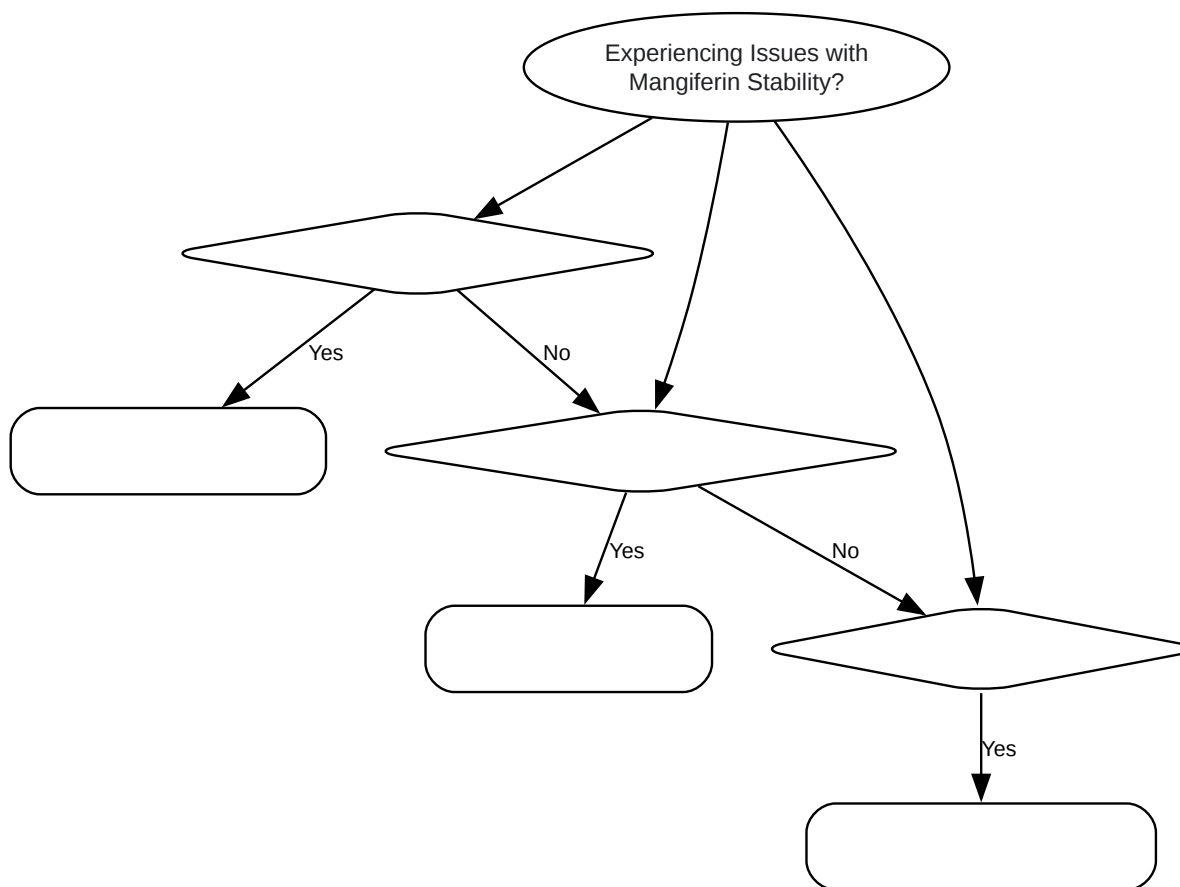 Experiencing Issues with
Mangiferin Stability?
Yes
No
Yes
No
Yes